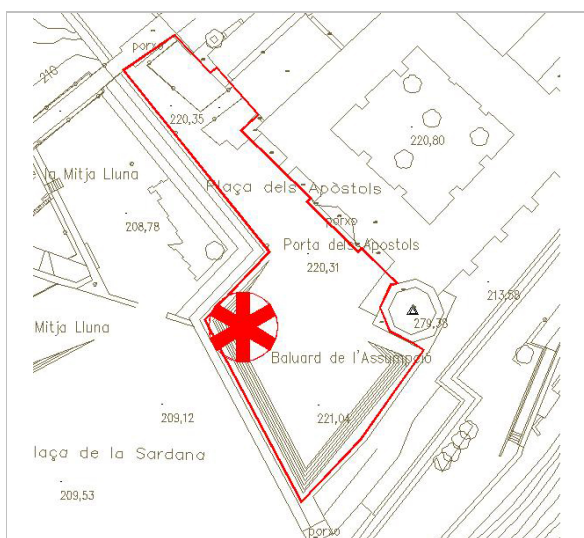 porxo
210
220,35
220,80
de la Mitja Lluna
Plaça dels Apòstols
208,78
porxo
Porta dels Apostols
220,31
213,58
279,78
Mitja Lluna
Baluard de l'Assumpció
209,12
221,04
laça de la Sardana
209,53
porxo